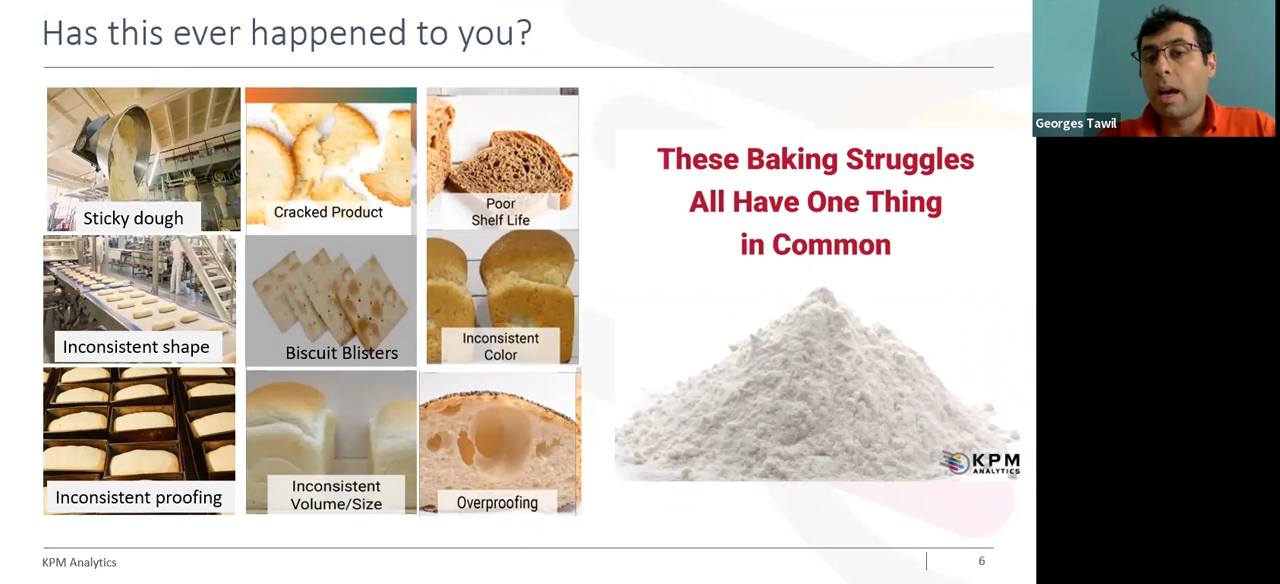 Has this ever happened to you?
Georges Tawil
Sticky dough
Cracked Product
Poor
Shelf Life
Inconsistent shape
Biscuit Blisters
Inconsistent
Color
Inconsistent proofing
Inconsistent
Volume/Size
Overproofing
These Baking Struggles
All Have One Thing
in Common
KPM
ANALYTICS
KPM Analytics
6